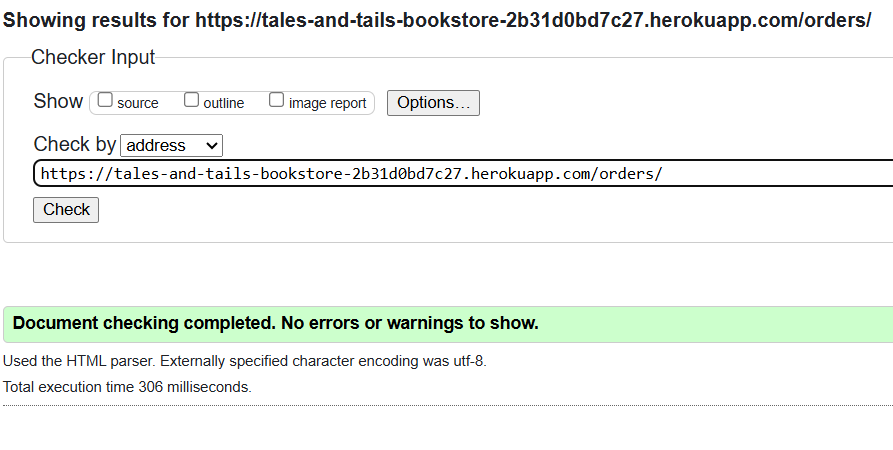 Showing results for https://tales-and-tails-bookstore-2b31d0bd7c27.herokuapp.com/orders/
Checker Input
Show source outline image report Options...
Check by address
https://tales-and-tails-bookstore-2b31d0bd7c27.herokuapp.com/orders/
Check
Document checking completed. No errors or warnings to show.
Used the HTML parser. Externally specified character encoding was utf-8.
Total execution time 306 milliseconds.